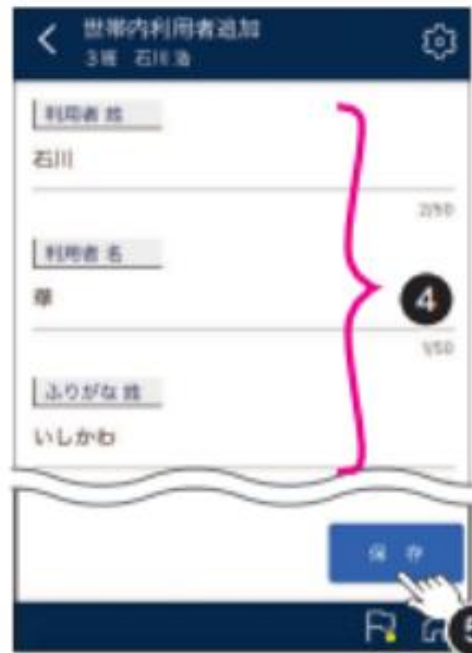 世帯内利用者追加
3班 石川 浩
利用者 姓
石川
2/50
利用者 名
華
1/50
ふりがな 姓
いしかわ
4
保 存
5